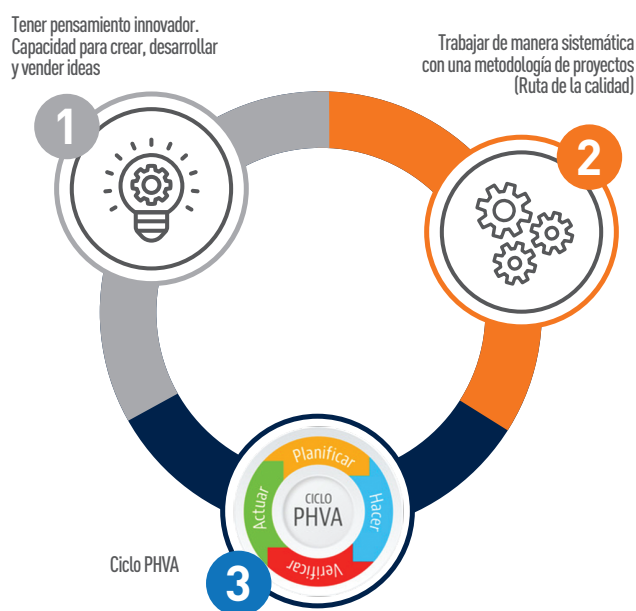 Tener pensamiento innovador.
Capacidad para crear, desarrollar
y vender ideas
1
Trabajar de manera sistemática
con una metodología de proyectos
(Ruta de la calidad)
2
Planificar
Hacer
Verificar
Actuar
CICLO
PHVA
Ciclo PHVA
3